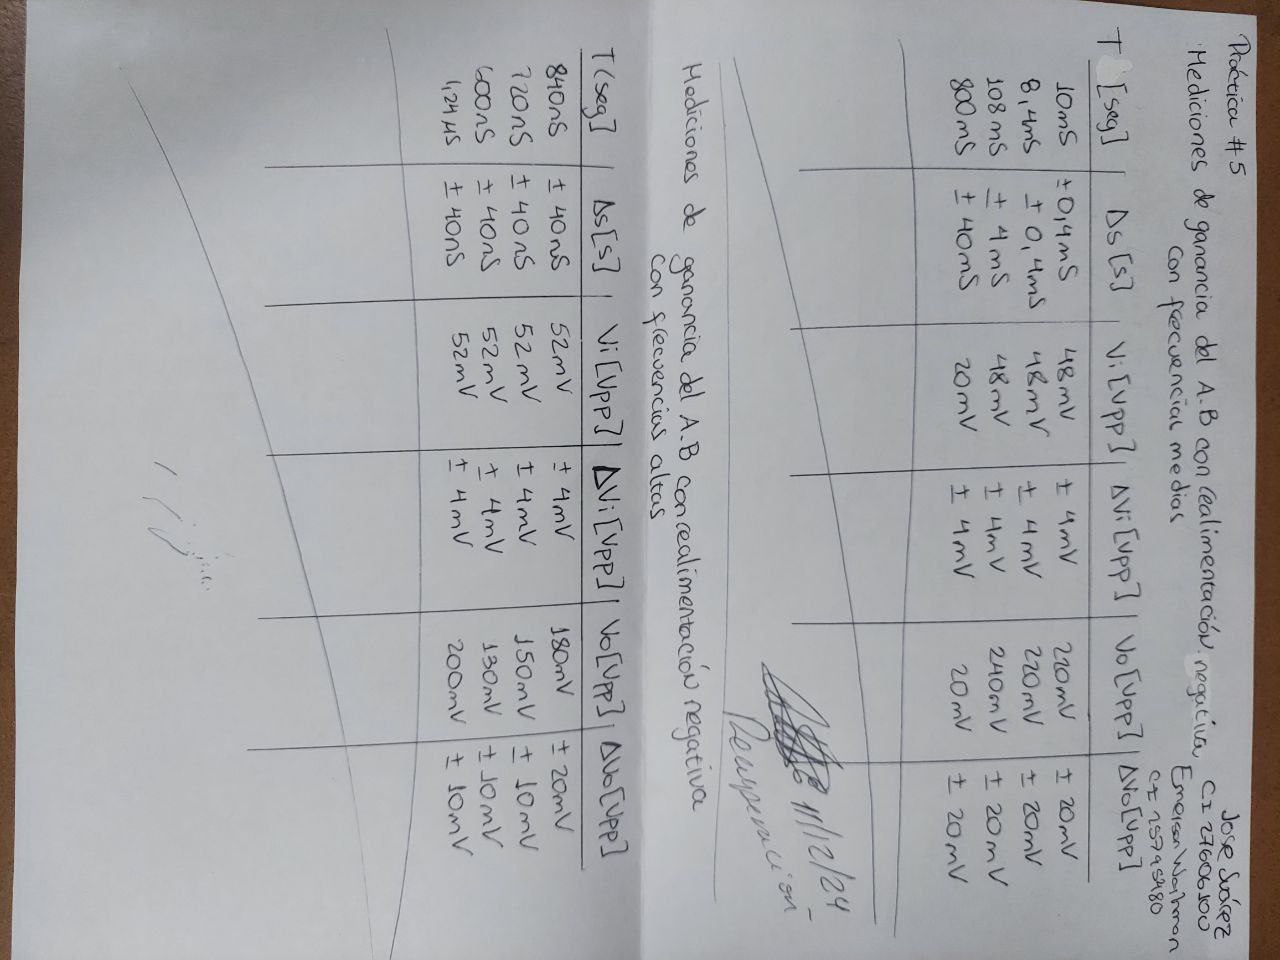 Práctica #5
Jose Suárez
CI 27606100
Mediciones de ganancia del A.B con realimentación negativa
con frecuencias medias
Emerson
CI 25795480
T [seg] Δs [s] Vi [Vpp] ΔVi [Vpp] Vo [Vpp] ΔVo [Vpp]
10mS ±0,4mS 48mV ± 4mV 220mV ± 20mV
8,4mS ± 0,4mS 48mV ± 4mV 220mV ± 20mV
108mS ± 4mS 48mV ± 4mV 240mV ± 20mV
800mS ± 40mS 20mV ± 4mV 20mV ± 20mV
11/12/24
Recuperación
Mediciones de ganancia del A.B con realimentación negativa
con frecuencias altas
T(seg] Δs [s] Vi [Vpp] ΔVi [Vpp] Vo [Vpp] ΔVo [Vpp]
840nS ± 40nS 52mV ± 4mV 180mV ± 20mV
720nS ± 40nS 52mV ± 4mV 150mV ± 10mV
600nS ± 40nS 52mV ± 4mV 130mV ± 10mV
1,24μS ± 40nS 52mV ± 4mV 200mV ± 10mV